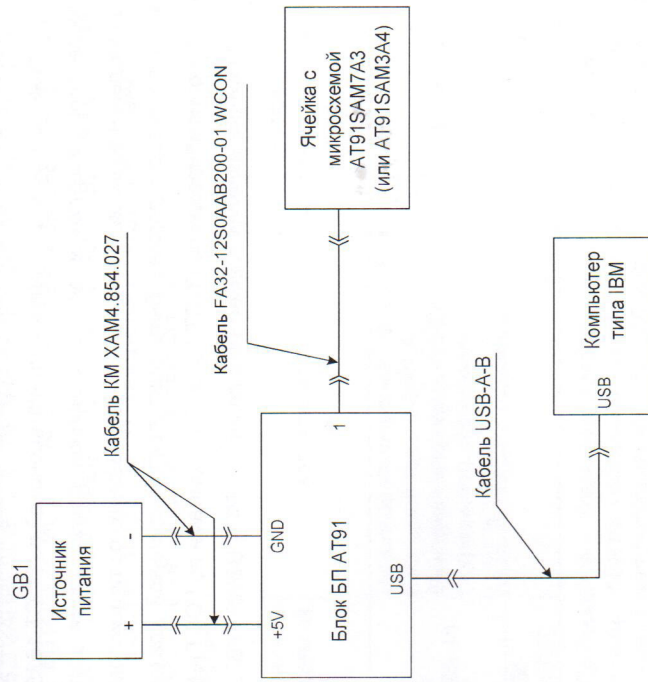 GB1
Источник
питания
+
-
Кабель КМ ХАМ4.854.027
+5V
GND
Блок БП АТ91
1
USB
Кабель FA32-12S0AAB200-01 WCON
Ячейка с
микросхемой
AT91SAM7A3
(или AT91SAM3A4)
Кабель USB-A-B
USB
Компьютер
типа IBM